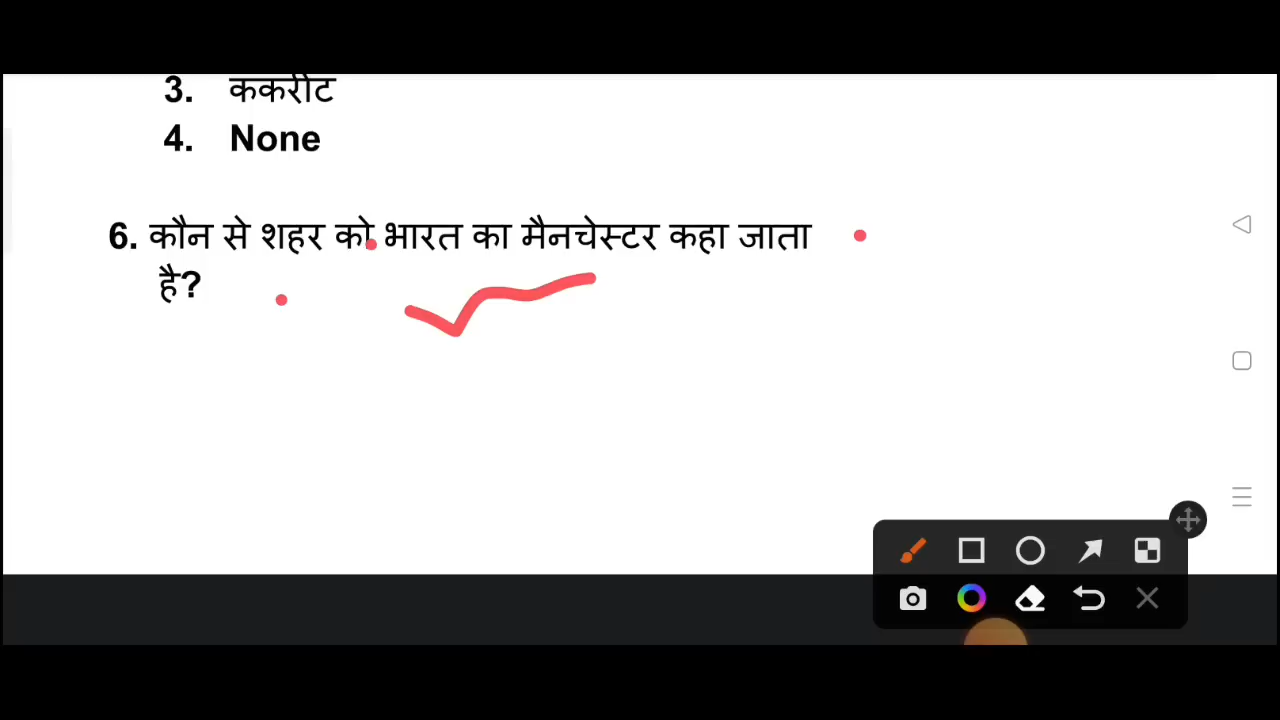 3. ककरीट
4. None
6. कौन से शहर को भारत का मैनचेस्टर कहा जाता
है?